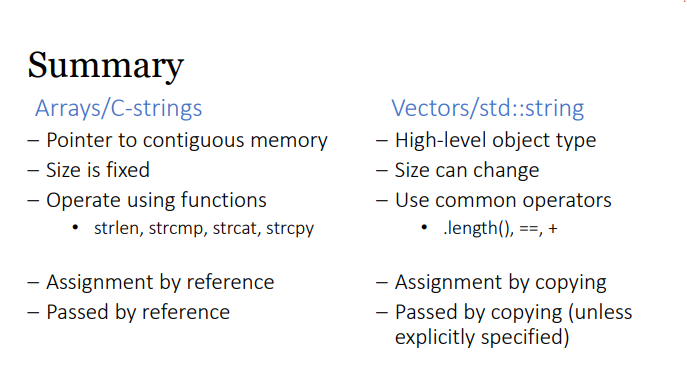 Summary
Arrays/C-strings
– Pointer to contiguous memory
– Size is fixed
– Operate using functions
• strlen, strcmp, strcat, strcpy
– Assignment by reference
– Passed by reference
Vectors/std::string
– High-level object type
– Size can change
– Use common operators
• .length(), ==, +
– Assignment by copying
– Passed by copying (unless
explicitly specified)